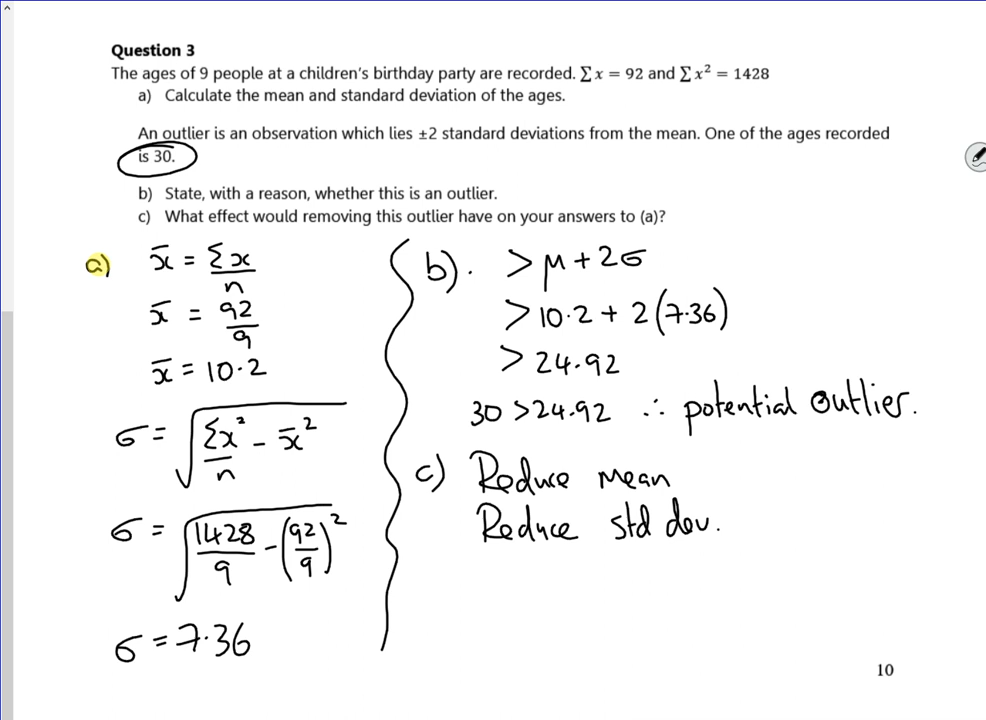 Question 3
The ages of 9 people at a children's birthday party are recorded. ∑ x = 92 and ∑ x² = 1428
a) Calculate the mean and standard deviation of the ages.
An outlier is an observation which lies ±2 standard deviations from the mean. One of the ages recorded
is 30.
b) State, with a reason, whether this is an outlier.
c) What effect would removing this outlier have on your answers to (a)?
a) x̄ = Σx/n
x̄ = 92/9
x̄ = 10.2
σ = √(Σx²/n - x̄²)
σ = √(1428/9 - (92/9)²)
σ = 7.36
b). > μ + 2σ
> 10.2 + 2(7.36)
> 24.92
30 > 24.92 ∴ potential outlier.
c) Reduce mean
Reduce std dev.
10